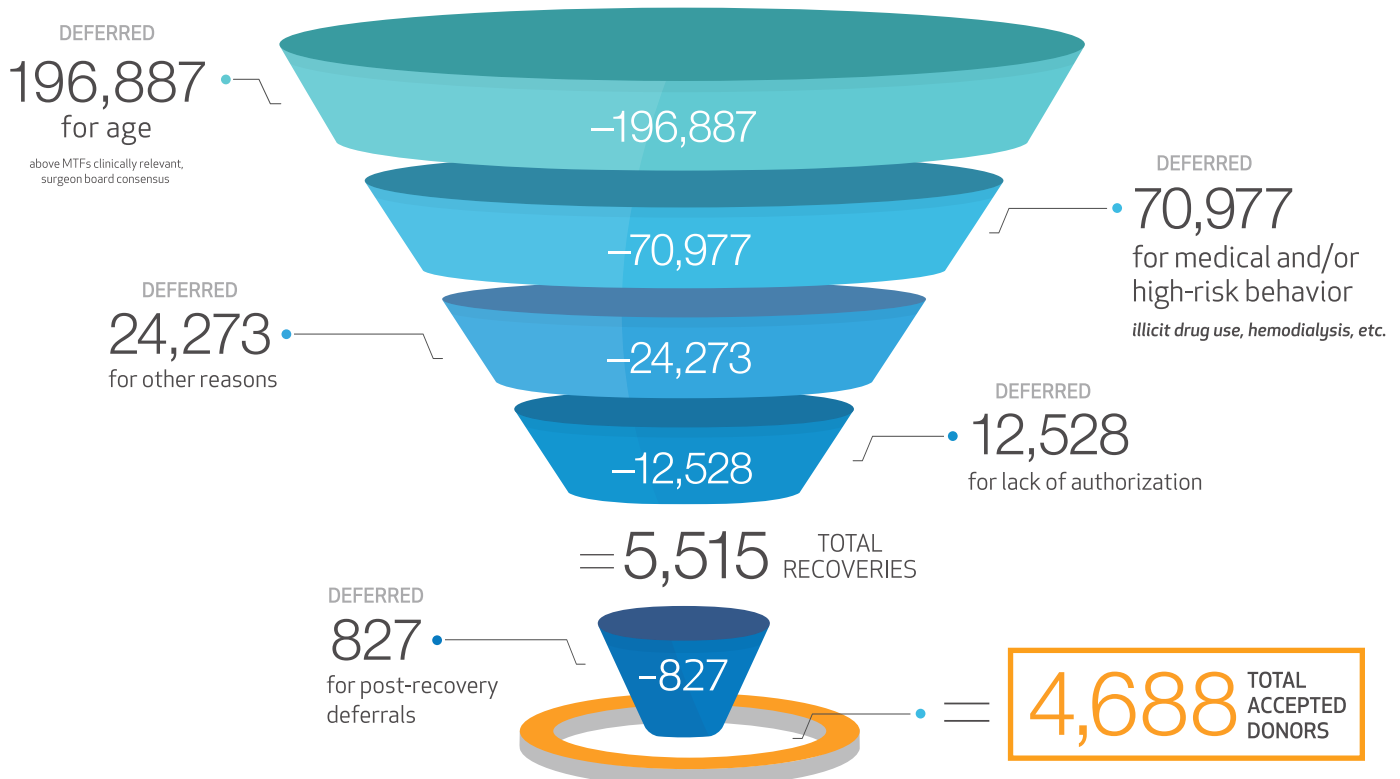 DEFERRED
196,887
for age
above MTFs clinically relevant,
surgeon board consensus
–196,887
DEFERRED
70,977
for medical and/or
high-risk behavior
illicit drug use, hemodialysis, etc.
–70,977
DEFERRED
24,273
for other reasons
–24,273
DEFERRED
12,528
for lack of authorization
–12,528
= 5,515 TOTAL
RECOVERIES
DEFERRED
827
for post-recovery
deferrals
–827
= 4,688 TOTAL
ACCEPTED
DONORS